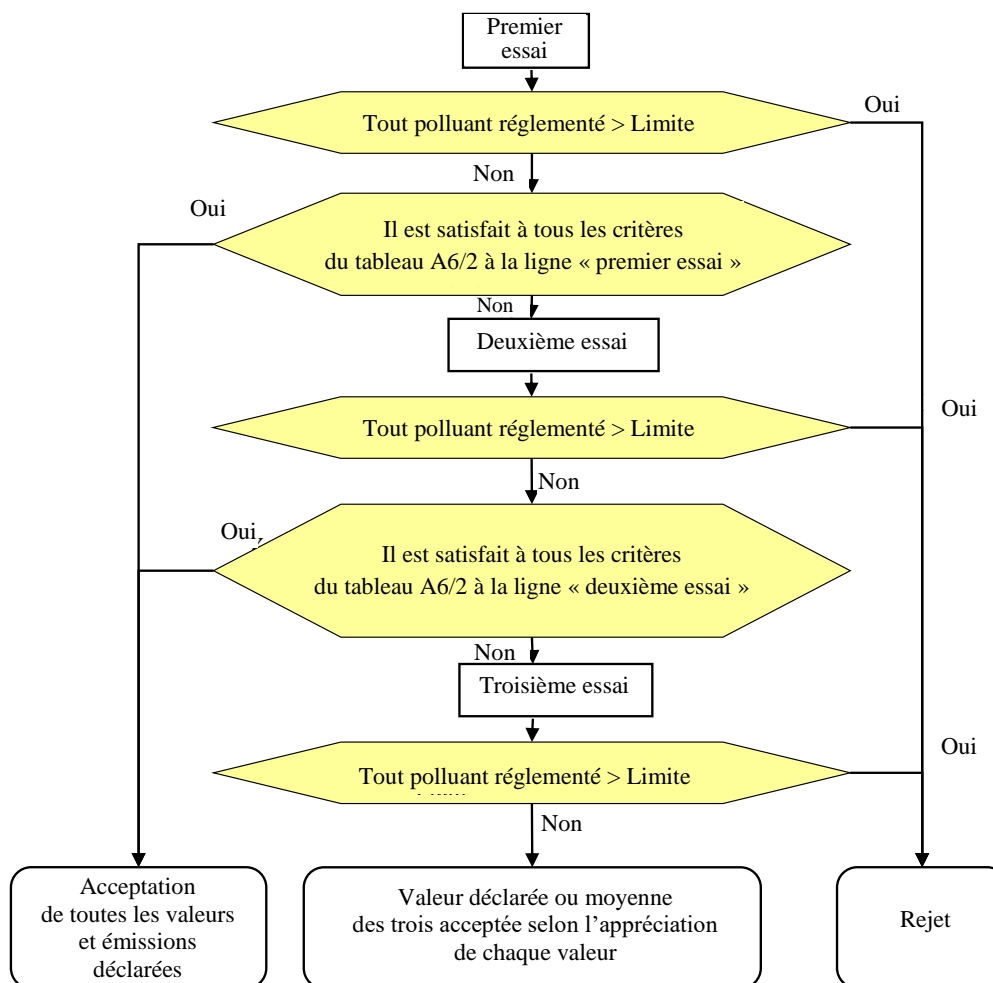 Premier
essai
Oui
Tout polluant réglementé > Limite
Non
Oui
Il est satisfait à tous les critères
du tableau A6/2 à la ligne « premier essai »
Non
Deuxième essai
Oui
Tout polluant réglementé > Limite
Non
Oui
Il est satisfait à tous les critères
du tableau A6/2 à la ligne « deuxième essai »
Non
Troisième essai
Oui
Tout polluant réglementé > Limite
Non
Acceptation
de toutes les valeurs
et émissions
déclarées
Valeur déclarée ou moyenne
des trois acceptée selon l’appréciation
de chaque valeur
Rejet